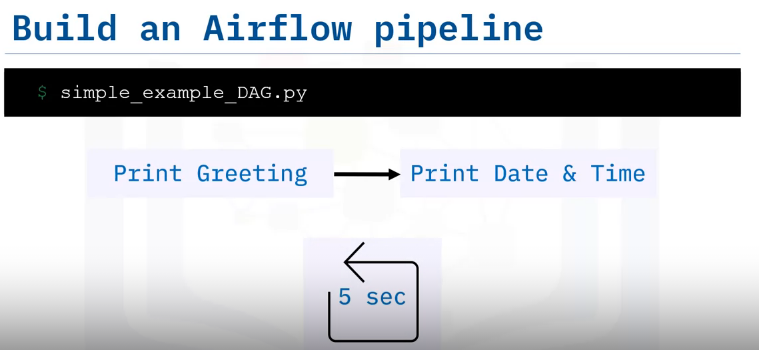 Build an Airflow pipeline
$ simple_example_DAG.py
Print Greeting
Print Date & Time
5 sec